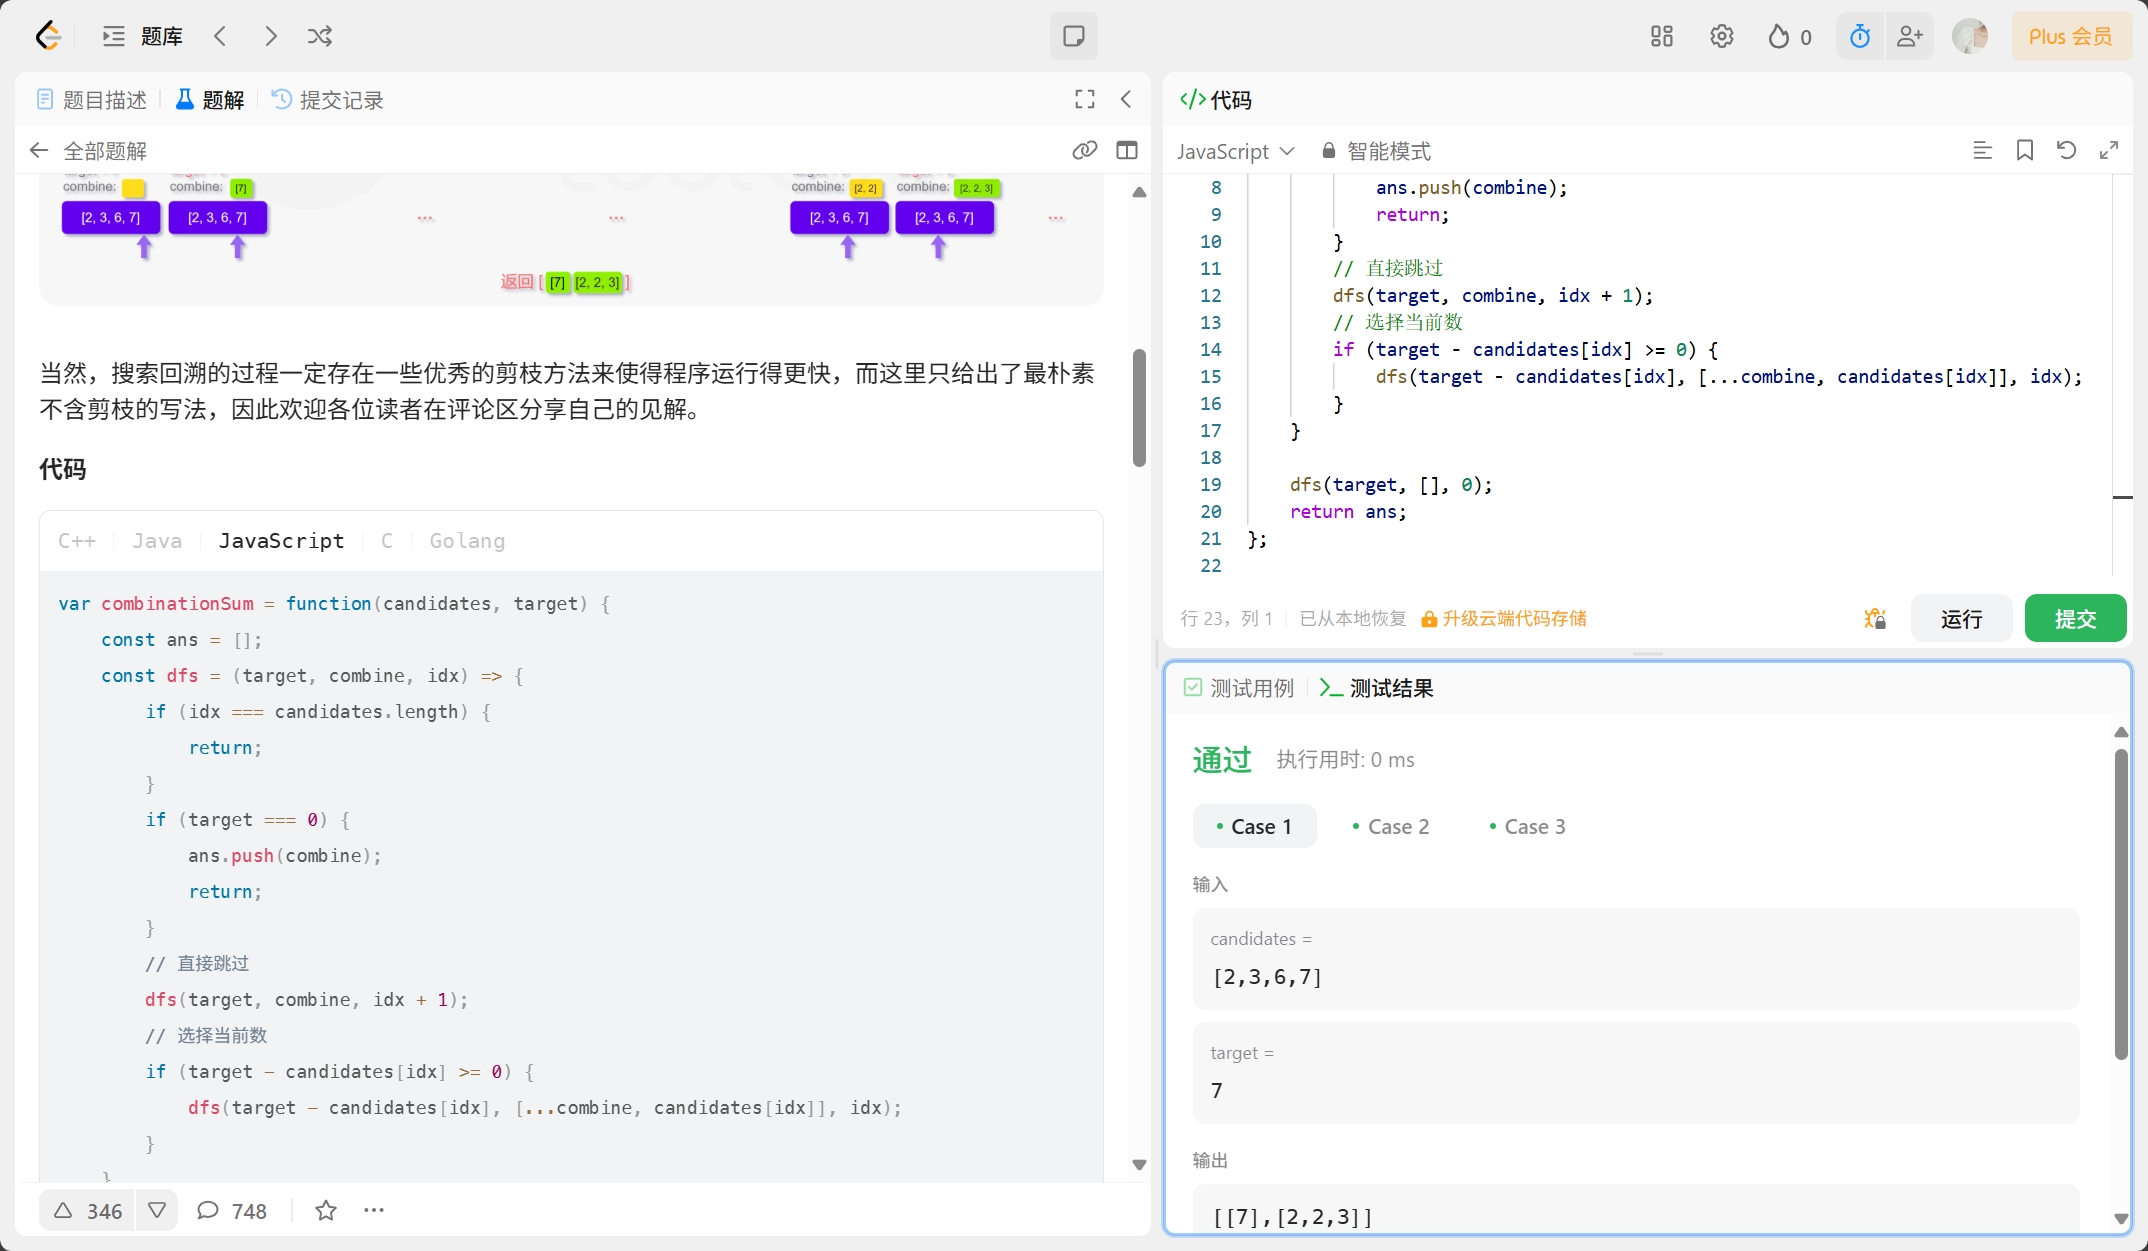 题库
0
Plus 会员
题目描述
题解
提交记录
全部题解
combine:
combine: [7]
combine: [2, 2]
combine: [2, 2, 3]
[2, 3, 6, 7]
[2, 3, 6, 7]
...
...
[2, 3, 6, 7]
[2, 3, 6, 7]
...
返回 [ [7] [2, 2, 3] ]
当然，搜索回溯的过程一定存在一些优秀的剪枝方法来使得程序运行得更快，而这里只给出了最朴素
不含剪枝的写法，因此欢迎各位读者在评论区分享自己的见解。
代码
C++
Java
JavaScript
C
Golang
var combinationSum = function(candidates, target) {
    const ans = [];
    const dfs = (target, combine, idx) => {
        if (idx === candidates.length) {
            return;
        }
        if (target === 0) {
            ans.push(combine);
            return;
        }
        // 直接跳过
        dfs(target, combine, idx + 1);
        // 选择当前数
        if (target - candidates[idx] >= 0) {
            dfs(target - candidates[idx], [...combine, candidates[idx]], idx);
        }
    }
346
748
代码
JavaScript
智能模式
8 ans.push(combine);
9 return;
10 }
11 // 直接跳过
12 dfs(target, combine, idx + 1);
13 // 选择当前数
14 if (target - candidates[idx] >= 0) {
15 dfs(target - candidates[idx], [...combine, candidates[idx]], idx);
16 }
17 }
18
19 dfs(target, [], 0);
20 return ans;
21 };
22
行 23，列 1
已从本地恢复
升级云端代码存储
运行
提交
测试用例
测试结果
通过
执行用时: 0 ms
• Case 1
• Case 2
• Case 3
输入
candidates =
[2,3,6,7]
target =
7
输出
[[7],[2,2,3]]